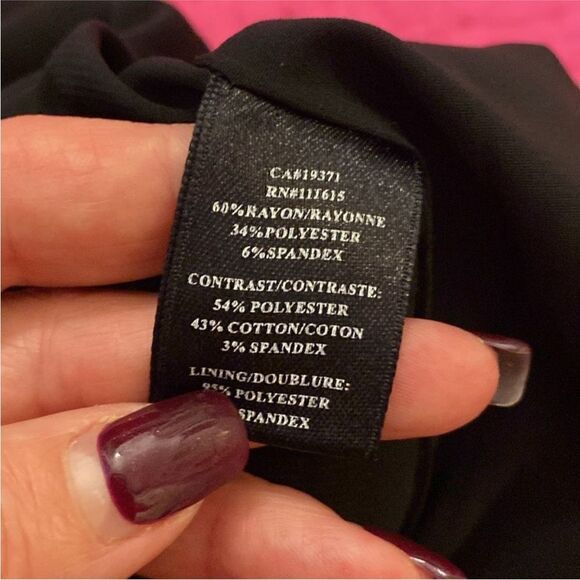 CA#19371
RN#111615
60%RAYON/RAYONNE
34%POLYESTER
6%SPANDEX
CONTRAST/CONTRASTE:
54% POLYESTER
43% COTTON/COTON
3% SPANDEX
LINING/DOUBLURE:
95% POLYESTER
SPANDEX